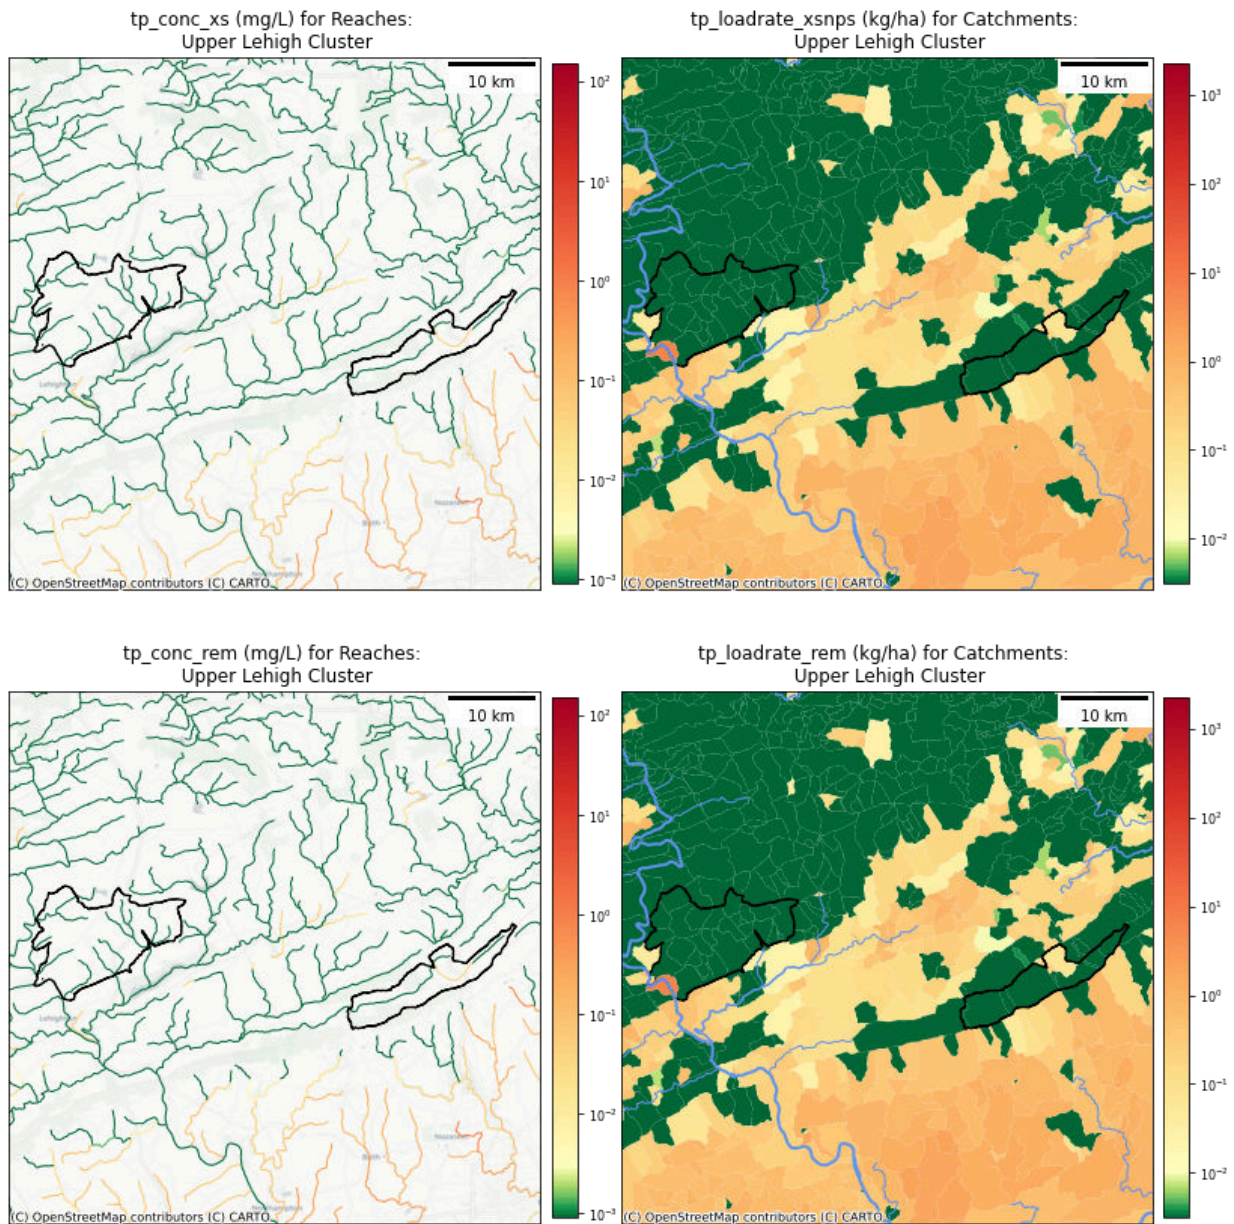 tp_conc_xs (mg/L) for Reaches:
Upper Lehigh Cluster
10 km
10²
10¹
10⁰
10⁻¹
10⁻²
10⁻³
(C) OpenStreetMap contributors (C) CARTO
tp_loadrate_xsnps (kg/ha) for Catchments:
Upper Lehigh Cluster
10 km
10³
10²
10¹
10⁰
10⁻¹
10⁻²
(C) OpenStreetMap contributors (C) CARTO
tp_conc_rem (mg/L) for Reaches:
Upper Lehigh Cluster
10 km
10²
10¹
10⁰
10⁻¹
10⁻²
10⁻³
(C) OpenStreetMap contributors (C) CARTO
tp_loadrate_rem (kg/ha) for Catchments:
Upper Lehigh Cluster
10 km
10³
10²
10¹
10⁰
10⁻¹
10⁻²
(C) OpenStreetMap contributors (C) CARTO